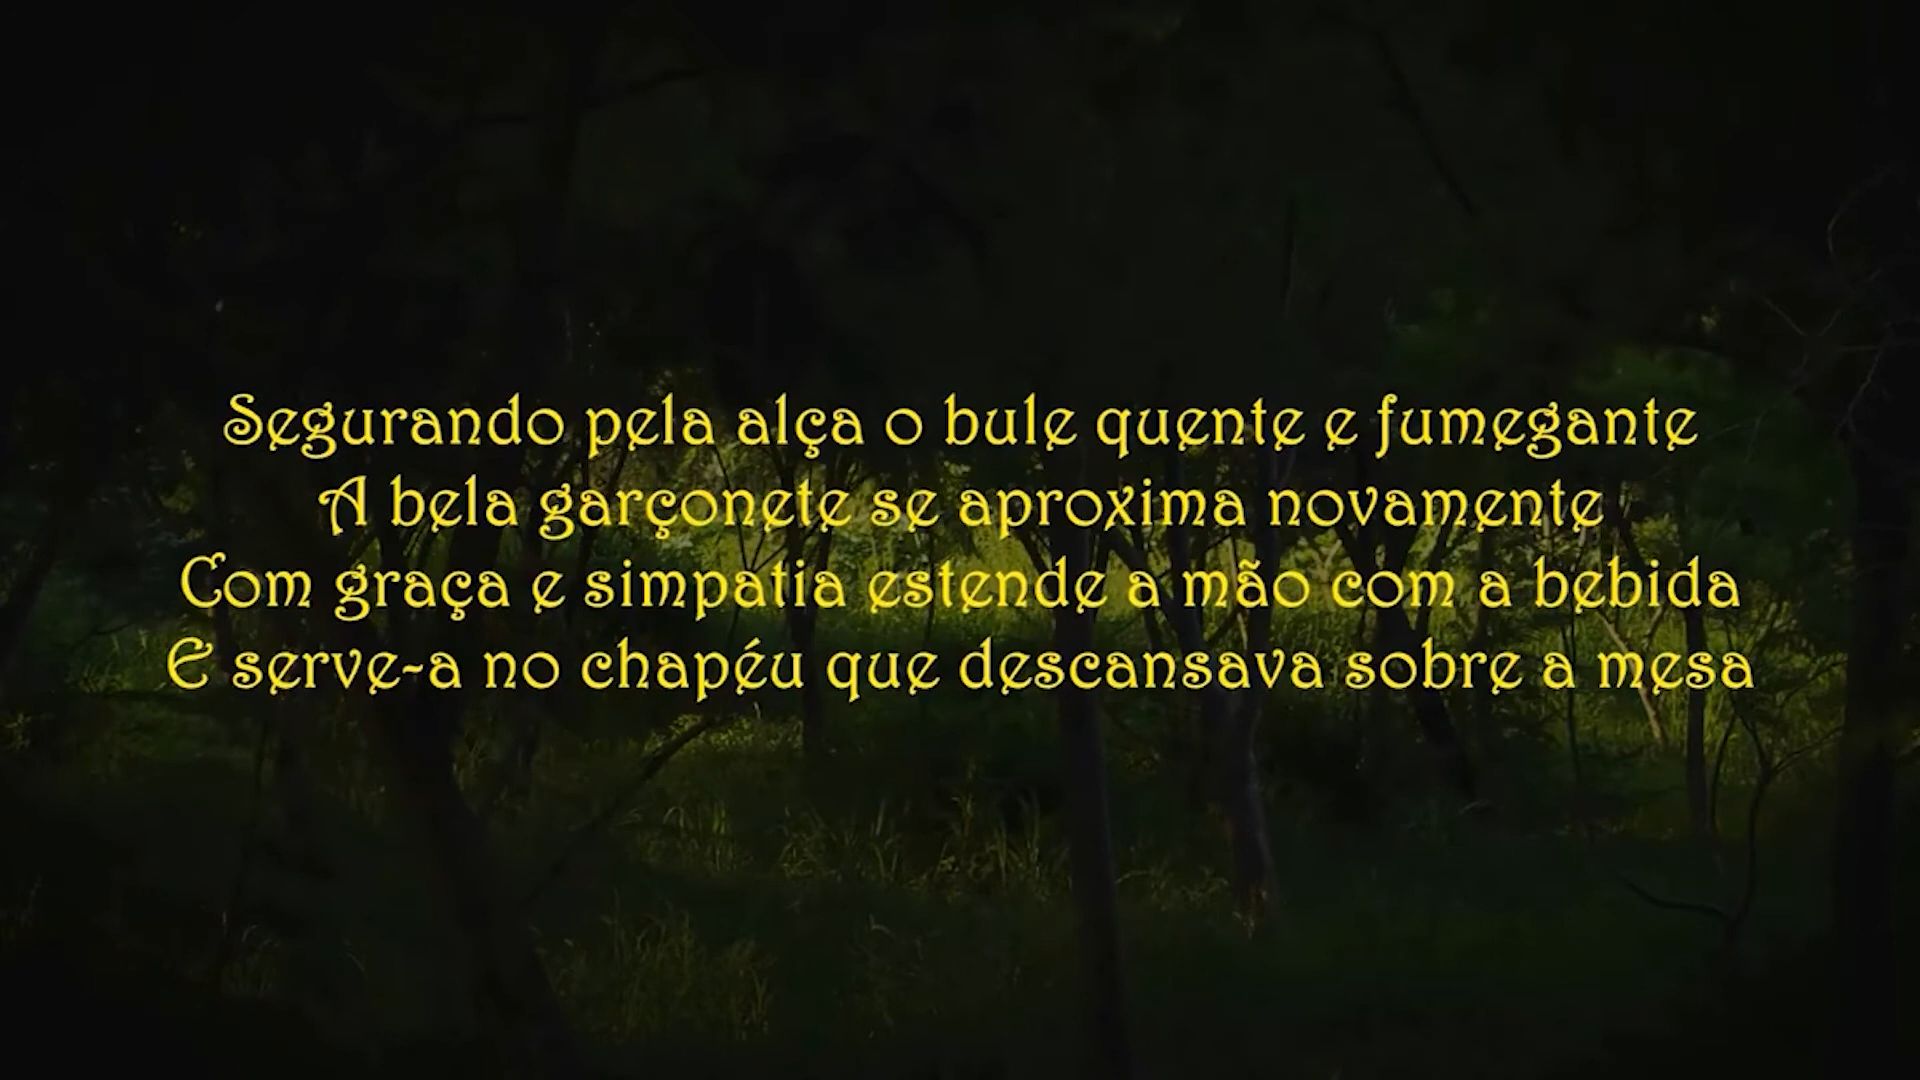 Segurando pela alça o bule quente e fumegante
A bela garçonete se aproxima novamente
Com graça e simpatia estende a mão com a bebida
E serve-a no chapéu que descansava sobre a mesa